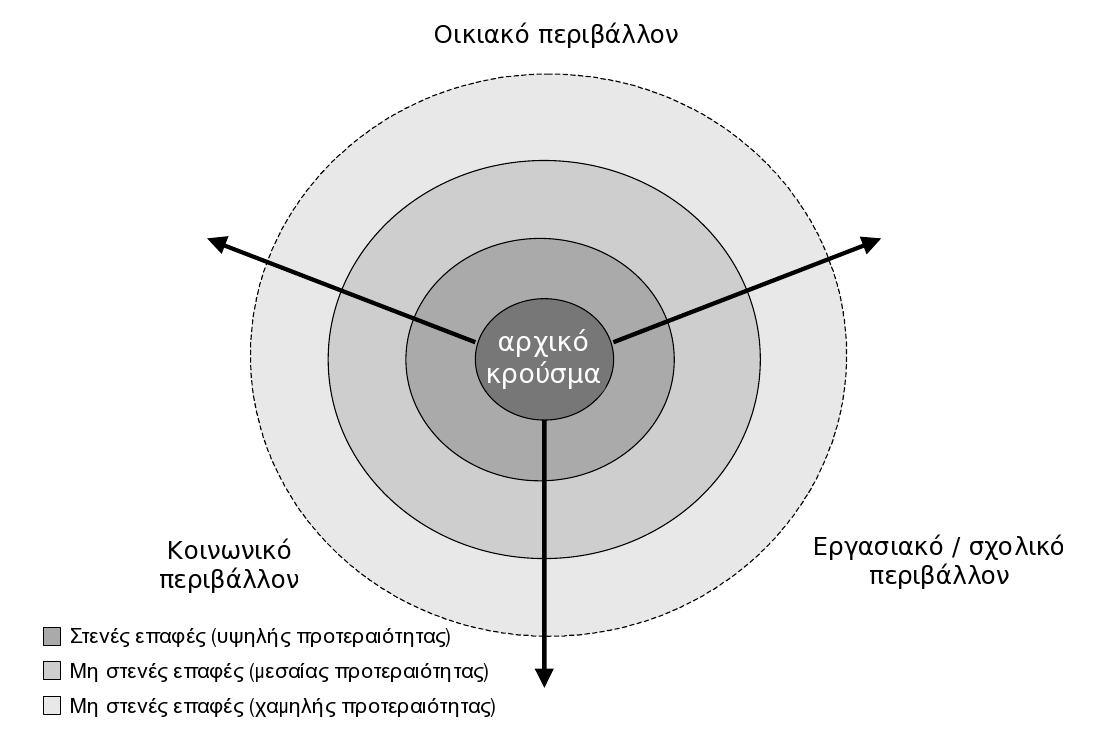 Οικιακό περιβάλλον
αρχικό
κρούσμα
Κοινωνικό
περιβάλλον
Εργασιακό / σχολικό
περιβάλλον
Στενές επαφές (υψηλής προτεραιότητας)
Μη στενές επαφές (μεσαίας προτεραιότητας)
Μη στενές επαφές (χαμηλής προτεραιότητας)